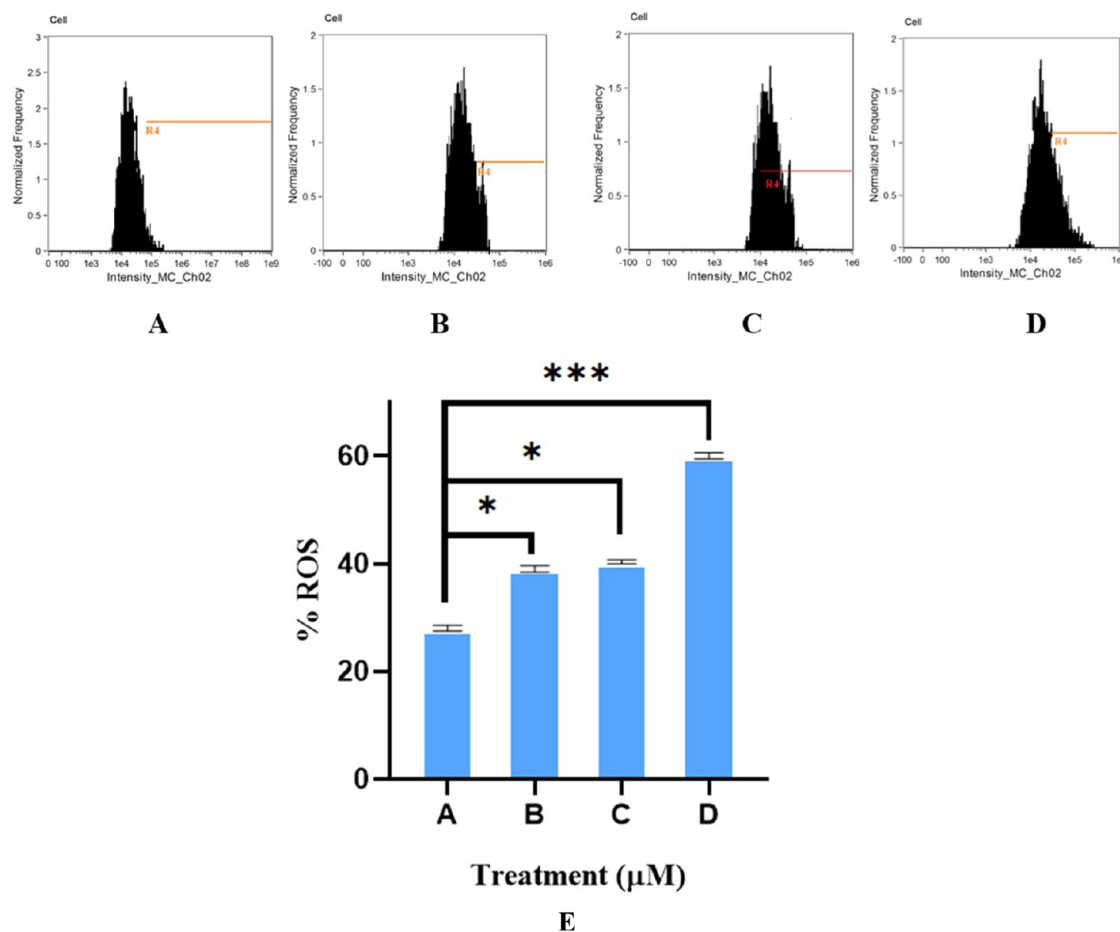 Cell
Normalized Frequency
3
2.5
2
1.5
1
0.5
0
R4
0 100 1e3 1e4 1e5 1e6 1e7 1e8 1e9
Intensity_MC_Ch02
A
Cell
Normalized Frequency
2
1.5
1
0.5
0
R4
-100 0 100 1e3 1e4 1e5 1e6
Intensity_MC_Ch02
B
Cell
Normalized Frequency
2
1.5
1
0.5
0
R4
-100 0 100 1e3 1e4 1e5 1e6
Intensity_MC_Ch02
C
Cell
Normalized Frequency
2
1.5
1
0.5
0
R4
-100 0 100 1e3 1e4 1e5
Intensity_MC_Ch02
D
***
*
*
% ROS
60
40
20
0
A B C D
Treatment (μM)
E